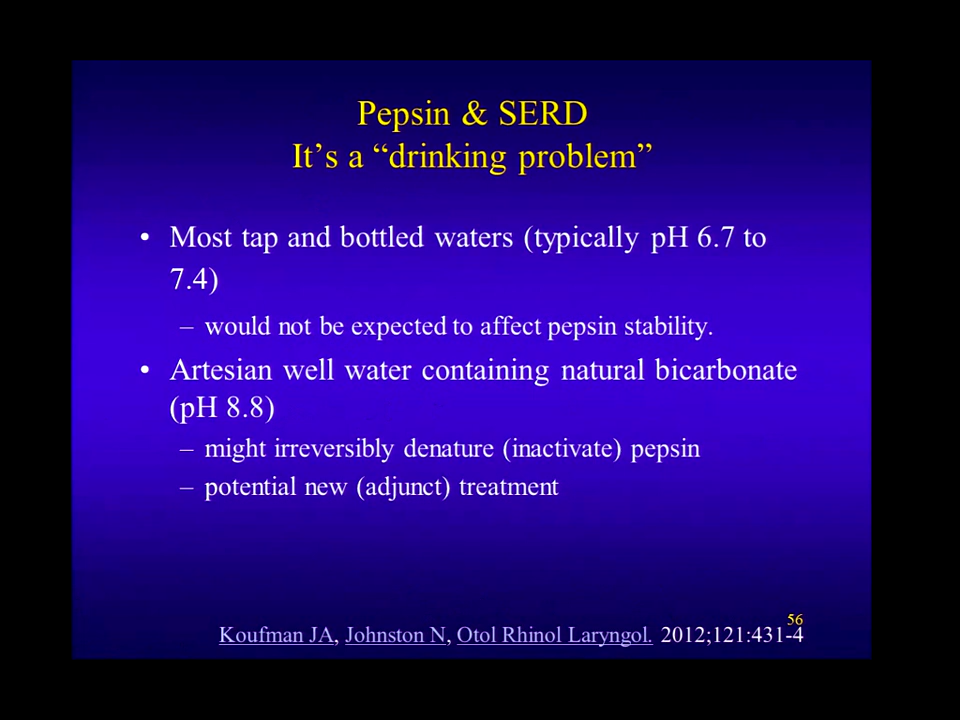 Pepsin & SERD
It's a “drinking problem”
• Most tap and bottled waters (typically pH 6.7 to
7.4)
– would not be expected to affect pepsin stability.
• Artesian well water containing natural bicarbonate
(pH 8.8)
– might irreversibly denature (inactivate) pepsin
– potential new (adjunct) treatment
56
Koufman JA, Johnston N, Otol Rhinol Laryngol. 2012;121:431-4